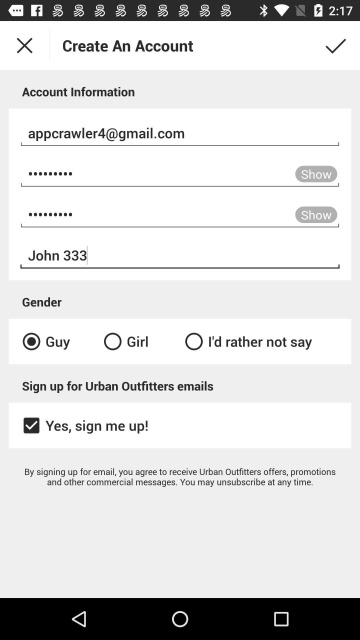 2:17
Create An Account
Account Information
appcrawler4@gmail.com
••••••••• Show
••••••••• Show
John 333
Gender
Guy Girl I'd rather not say
Sign up for Urban Outfitters emails
Yes, sign me up!
By signing up for email, you agree to receive Urban Outfitters offers, promotions
and other commercial messages. You may unsubscribe at any time.